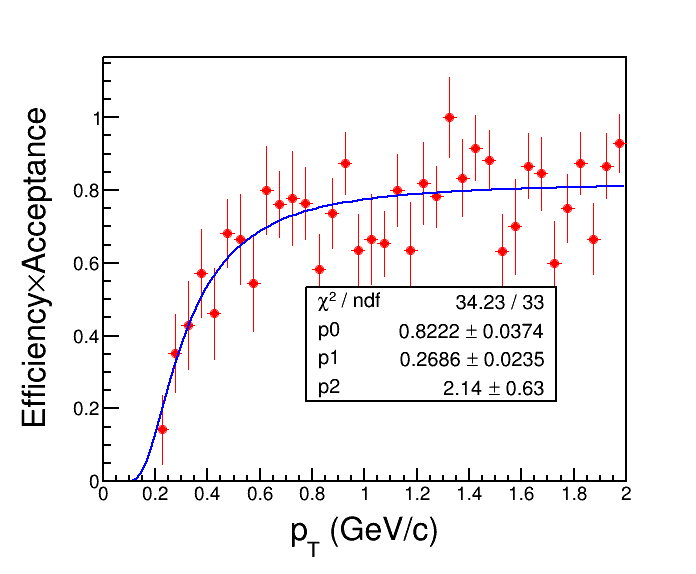 Efficiency×Acceptance
1
0.8
0.6
0.4
0.2
0
χ² / ndf 34.23 / 33
p0 0.8222 ± 0.0374
p1 0.2686 ± 0.0235
p2 2.14 ± 0.63
0 0.2 0.4 0.6 0.8 1 1.2 1.4 1.6 1.8 2
p_T (GeV/c)